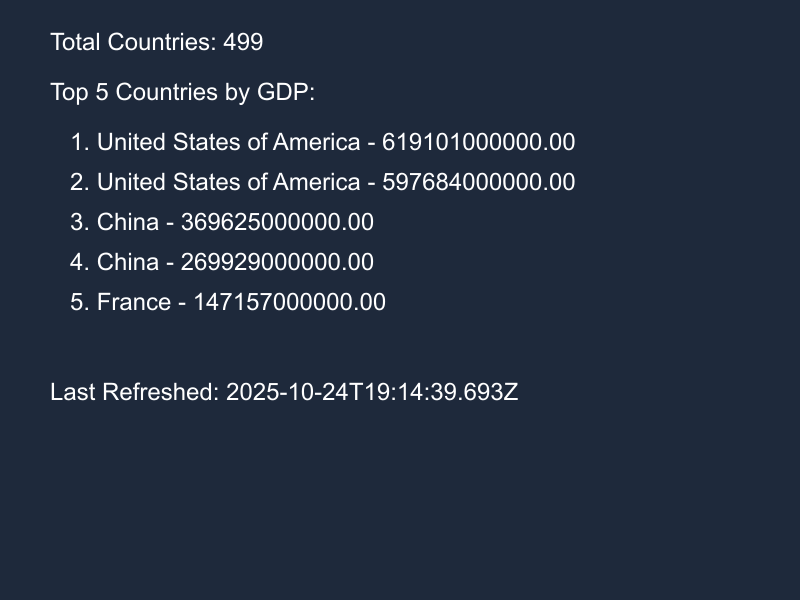 Total Countries: 499
Top 5 Countries by GDP:
1. United States of America - 619101000000.00
2. United States of America - 597684000000.00
3. China - 369625000000.00
4. China - 269929000000.00
5. France - 147157000000.00
Last Refreshed: 2025-10-24T19:14:39.693Z